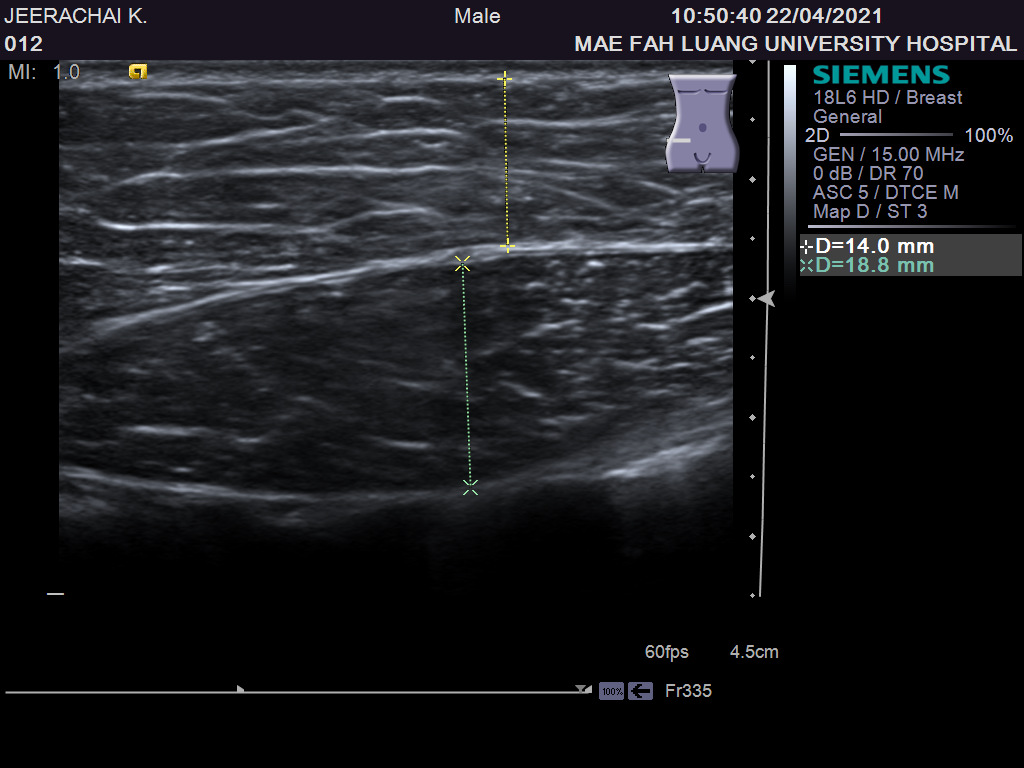 JEERACHAI K. Male 10:50:40 22/04/2021
012 MAE FAH LUANG UNIVERSITY HOSPITAL
MI: 1.0
SIEMENS
18L6 HD / Breast
General
2D 100%
GEN / 15.00 MHz
0 dB / DR 70
ASC 5 / DTCE M
Map D / ST 3
D=14.0 mm
D=18.8 mm
60fps 4.5cm
100% Fr335